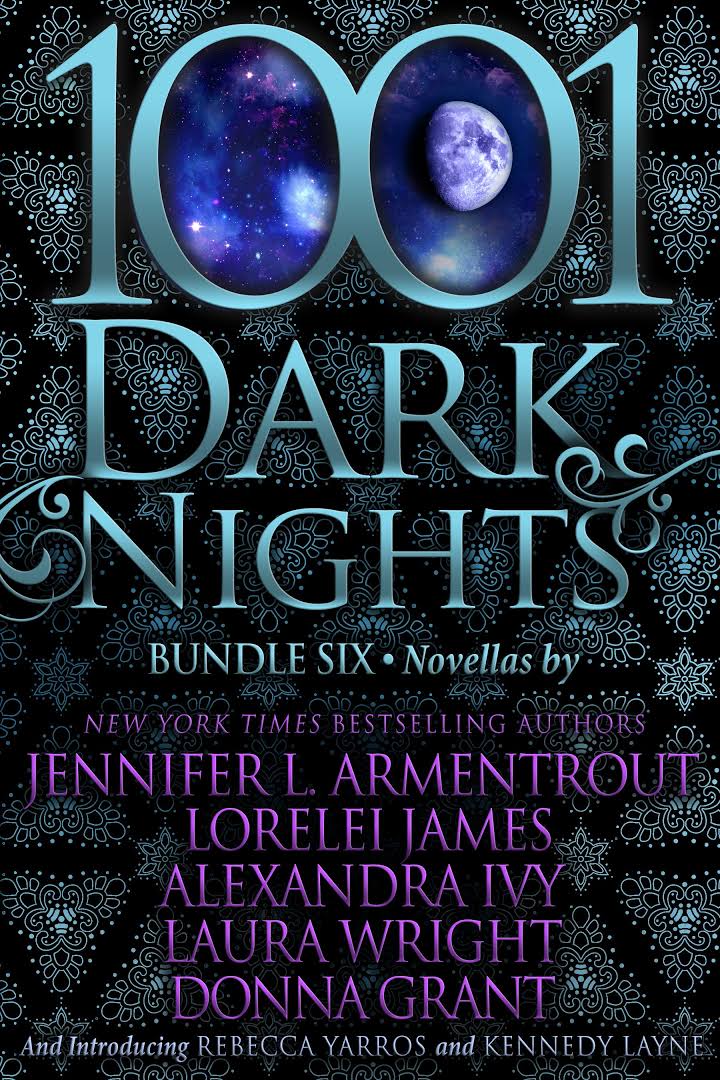 1001
DARK
NIGHTS
BUNDLE SIX • Novellas by
NEW YORK TIMES BESTSELLING AUTHORS
JENNIFER L. ARMENTROUT
LORELEI JAMES
ALEXANDRA IVY
LAURA WRIGHT
DONNA GRANT
And Introducing REBECCA YARROS and KENNEDY LAYNE